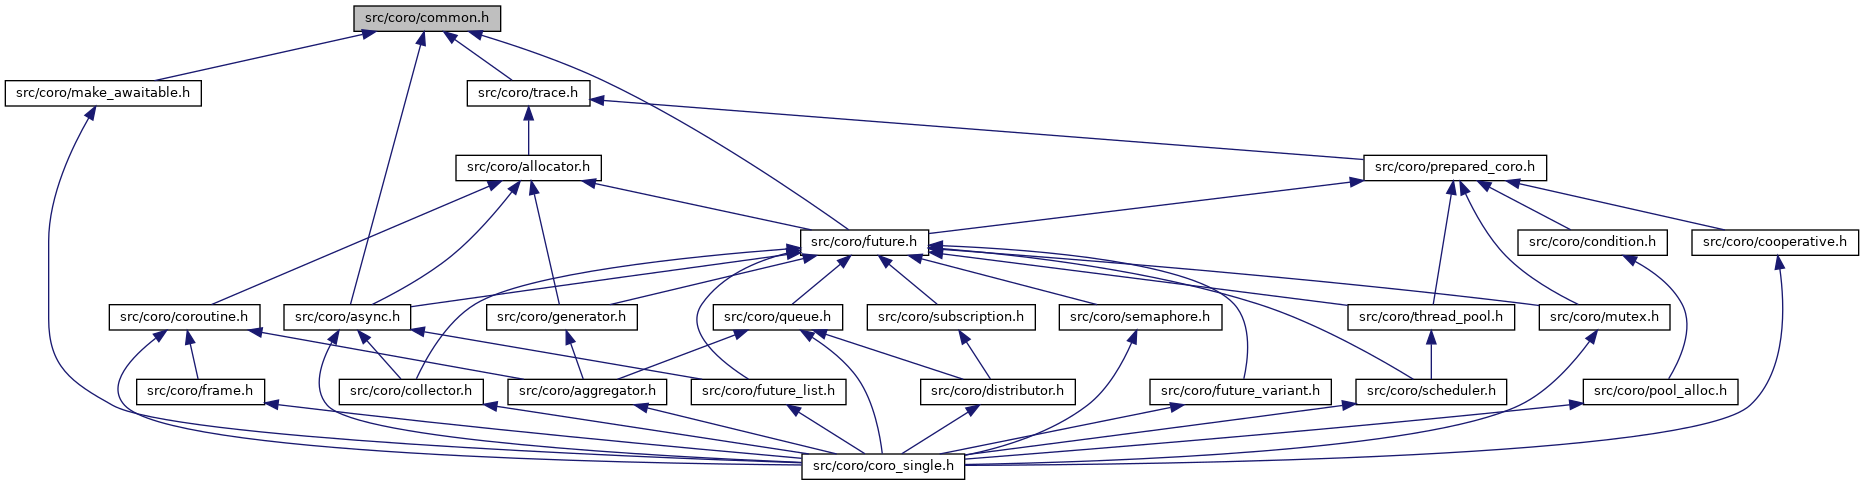 src/coro/common.h
src/coro/make_awaitable.h
src/coro/trace.h
src/coro/allocator.h
src/coro/prepared_coro.h
src/coro/future.h
src/coro/condition.h
src/coro/cooperative.h
src/coro/coroutine.h
src/coro/async.h
src/coro/generator.h
src/coro/queue.h
src/coro/subscription.h
src/coro/semaphore.h
src/coro/thread_pool.h
src/coro/mutex.h
src/coro/frame.h
src/coro/collector.h
src/coro/aggregator.h
src/coro/future_list.h
src/coro/distributor.h
src/coro/future_variant.h
src/coro/scheduler.h
src/coro/pool_alloc.h
src/coro/coro_single.h